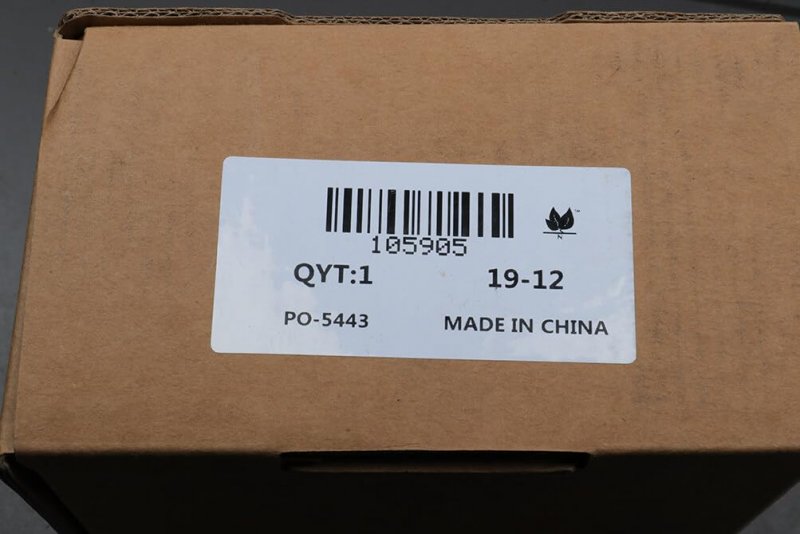 105905
QYT:1 19-12
PO-5443 MADE IN CHINA